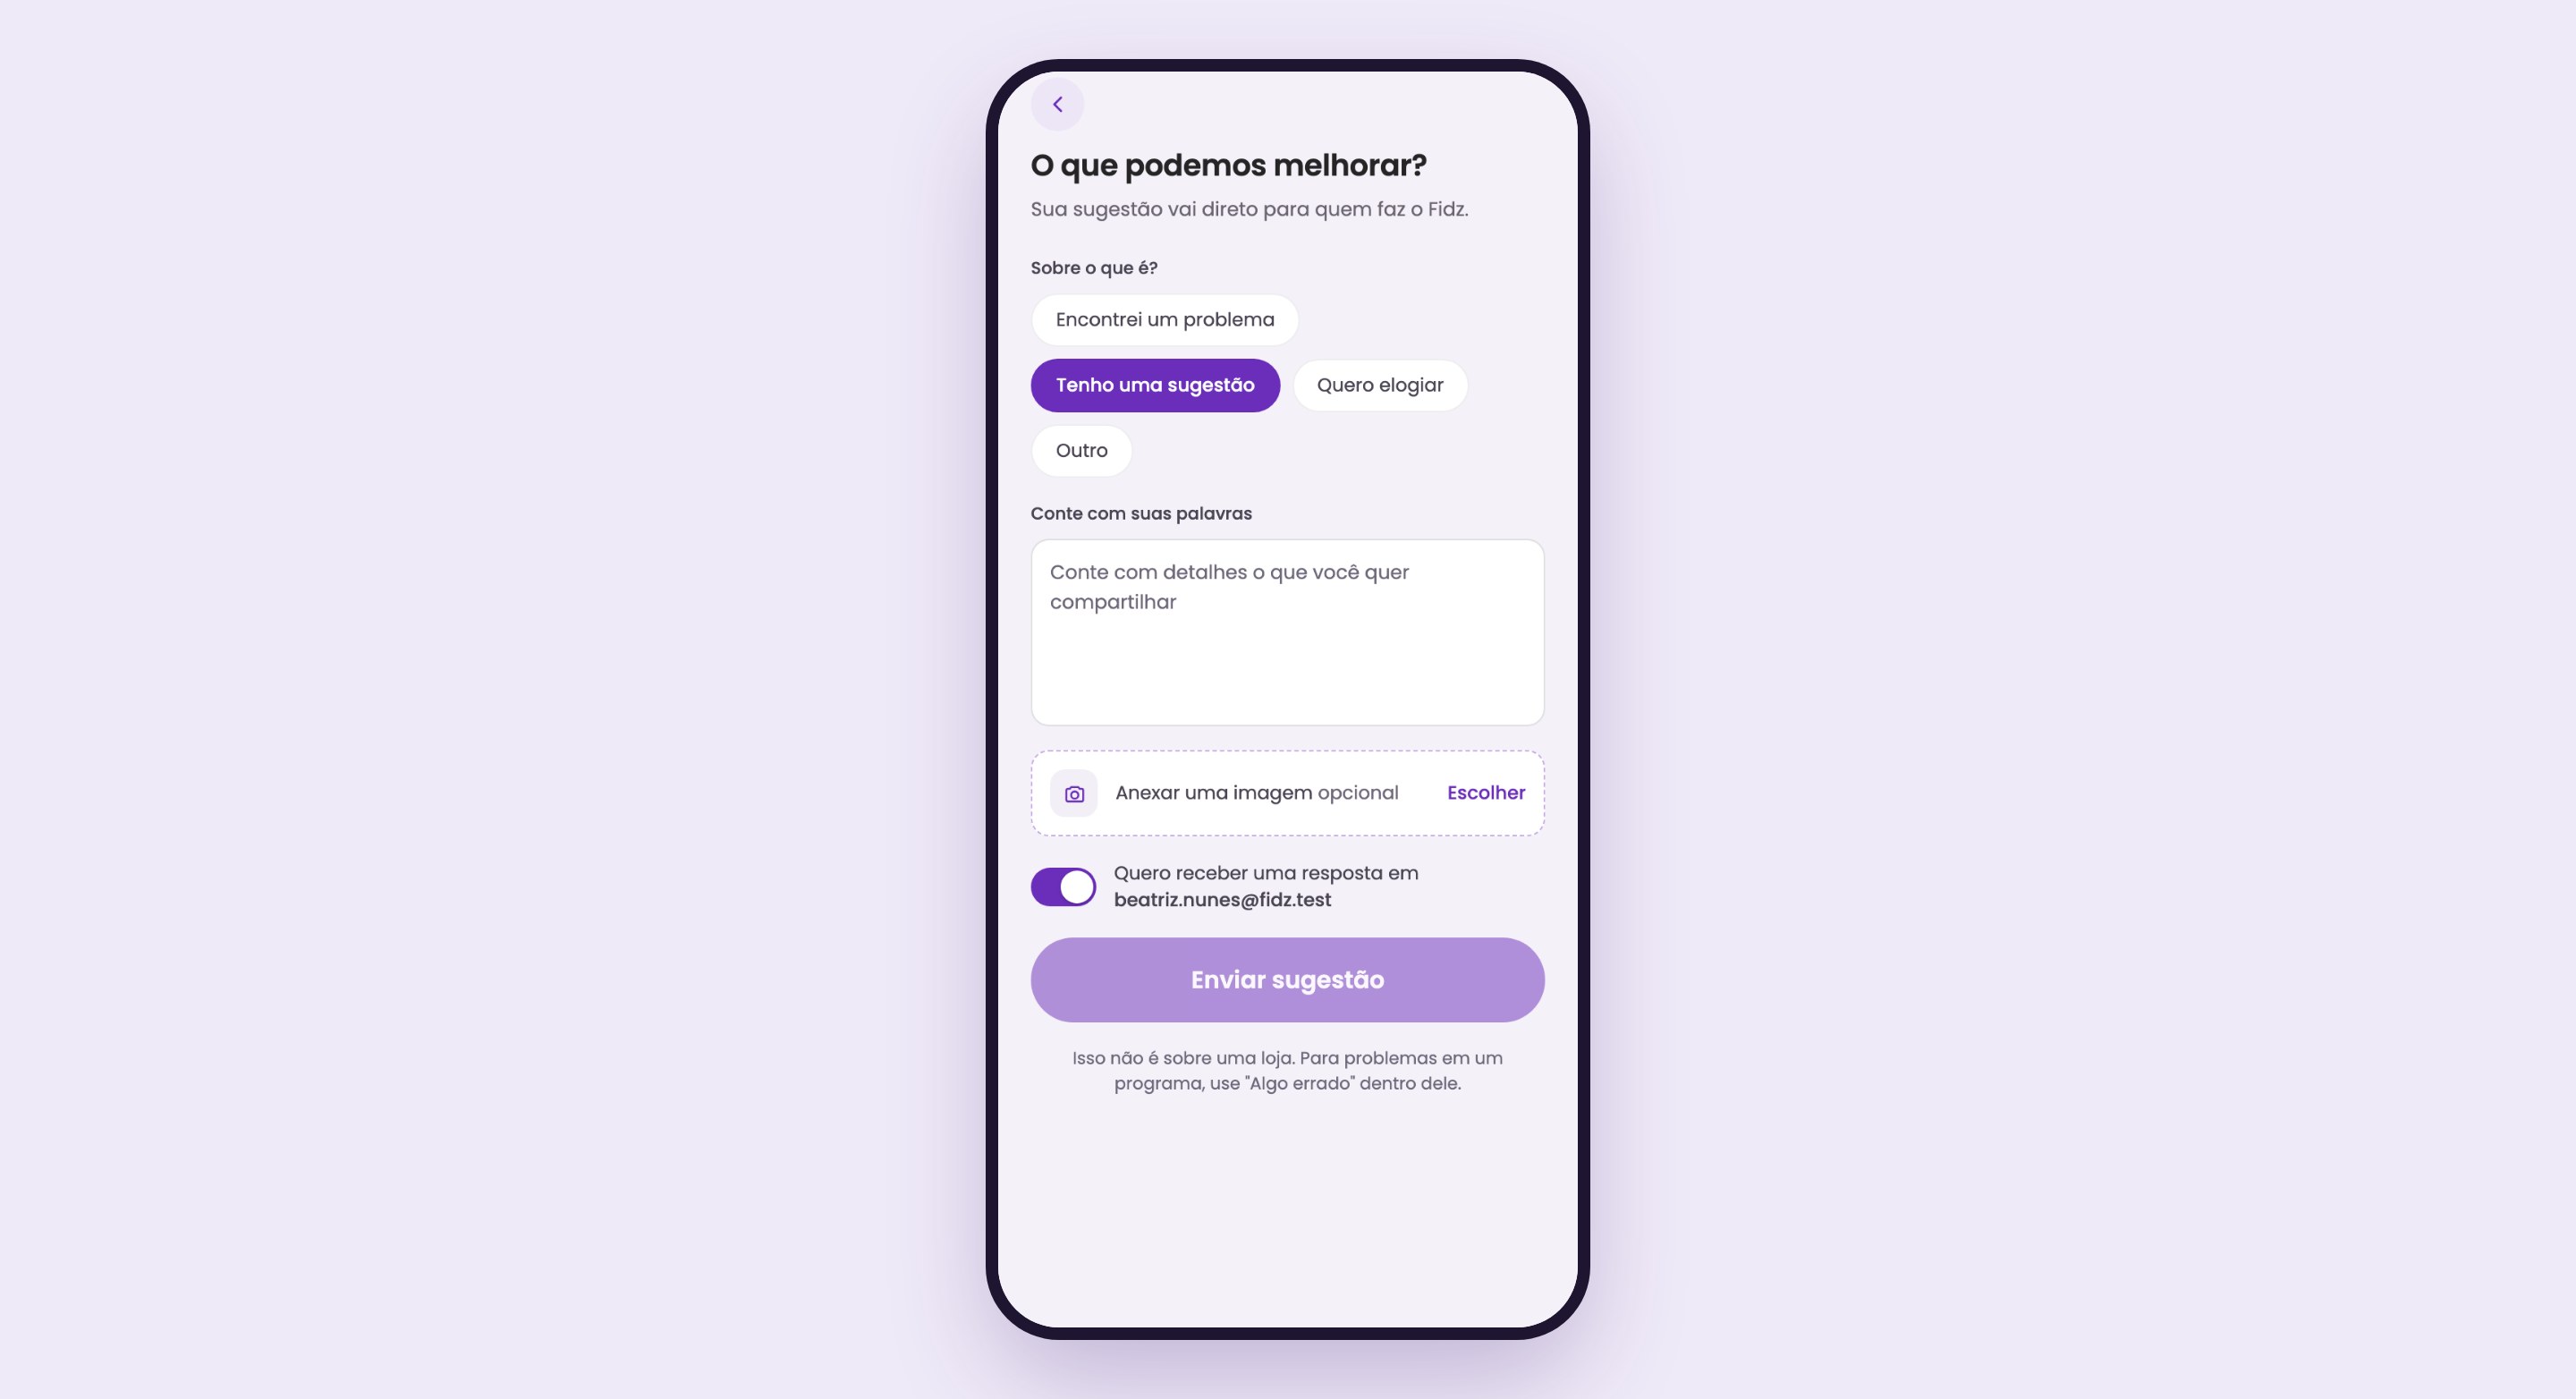 O que podemos melhorar?
Sua sugestão vai direto para quem faz o Fidz.
Sobre o que é?
Encontrei um problema
Tenho uma sugestão
Quero elogiar
Outro
Conte com suas palavras
Conte com detalhes o que você quer
compartilhar
Anexar uma imagem opcional
Escolher
Quero receber uma resposta em
beatriz.nunes@fidz.test
Enviar sugestão
Isso não é sobre uma loja. Para problemas em um
programa, use "Algo errado" dentro dele.